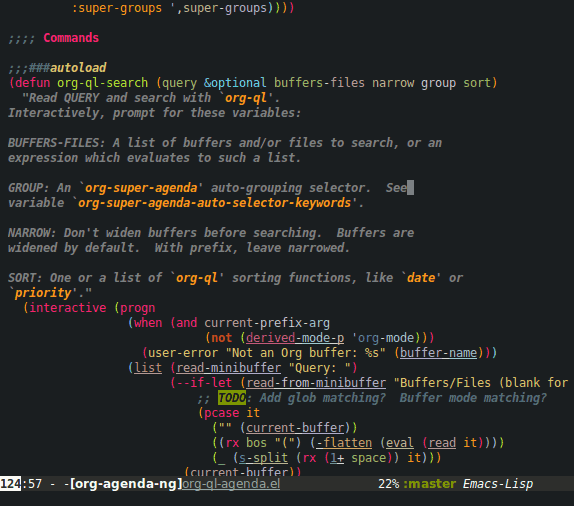 :super-groups ',super-groups))))
;;;; Commands
;;;###autoload
(defun org-ql-search (query &optional buffers-files narrow group sort)
"Read QUERY and search with `org-ql'.
Interactively, prompt for these variables:
BUFFERS-FILES: A list of buffers and/or files to search, or an
expression which evaluates to such a list.
GROUP: An `org-super-agenda' auto-grouping selector.  See
variable `org-super-agenda-auto-selector-keywords'.
NARROW: Don't widen buffers before searching.  Buffers are
widened by default.  With prefix, leave narrowed.
SORT: One or a list of `org-ql' sorting functions, like `date' or
`priority'."
(interactive (progn
(when (and current-prefix-arg
(not (derived-mode-p 'org-mode)))
(user-error "Not an Org buffer: %s" (buffer-name)))
(list (read-minibuffer "Query: ")
(--if-let (read-from-minibuffer "Buffers/Files (blank for
;; TODO: Add glob matching?  Buffer mode matching?
(pcase it
("" (current-buffer))
((rx bos "(") (-flatten (eval (read it))))
(_ (s-split (rx (1+ space)) it)))
(current-buffer))
124:57 - -[org-agenda-ng]org-ql-agenda.el 22% :master Emacs-Lisp